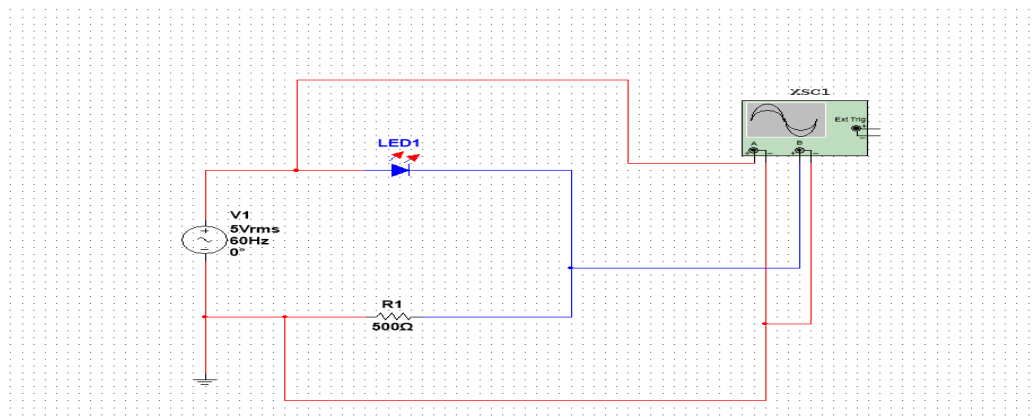 XSC1
Ext Trig
+
−
A
B
+ − + −
LED1
V1
+
−
5Vrms
60Hz
0°
R1
500Ω